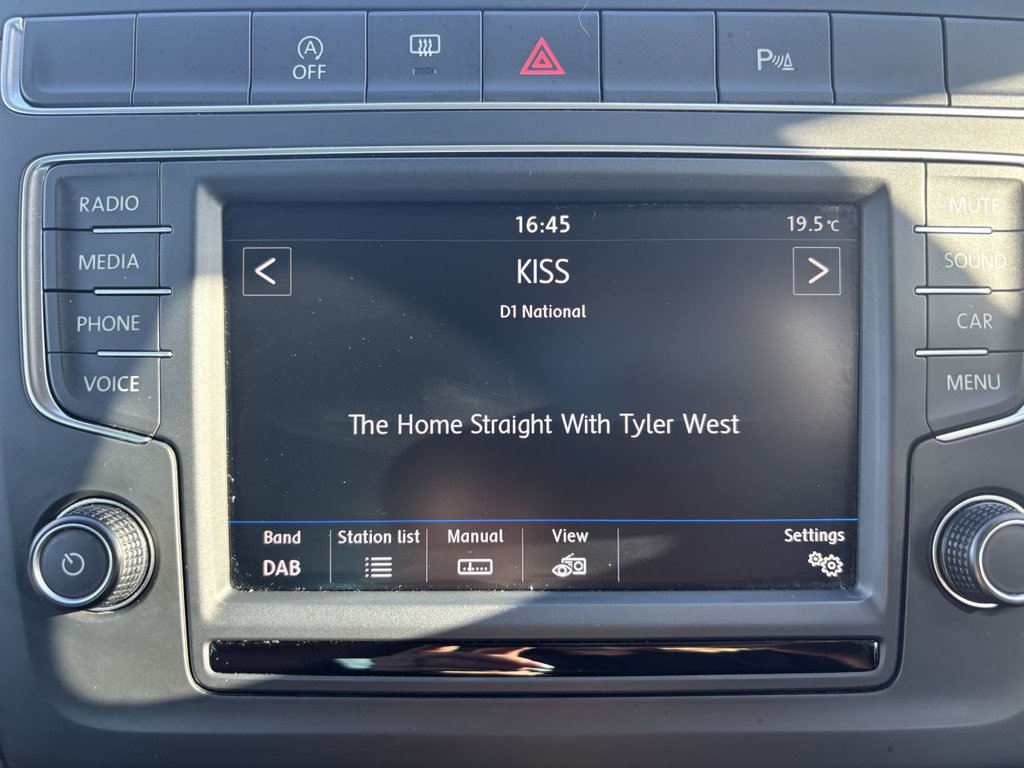 A
OFF
P
RADIO
MEDIA
PHONE
VOICE
16:45
19.5 °C
<
KISS
>
D1 National
The Home Straight With Tyler West
Band
DAB
Station list
Manual
View
Settings
MUTE
SOUND
CAR
MENU